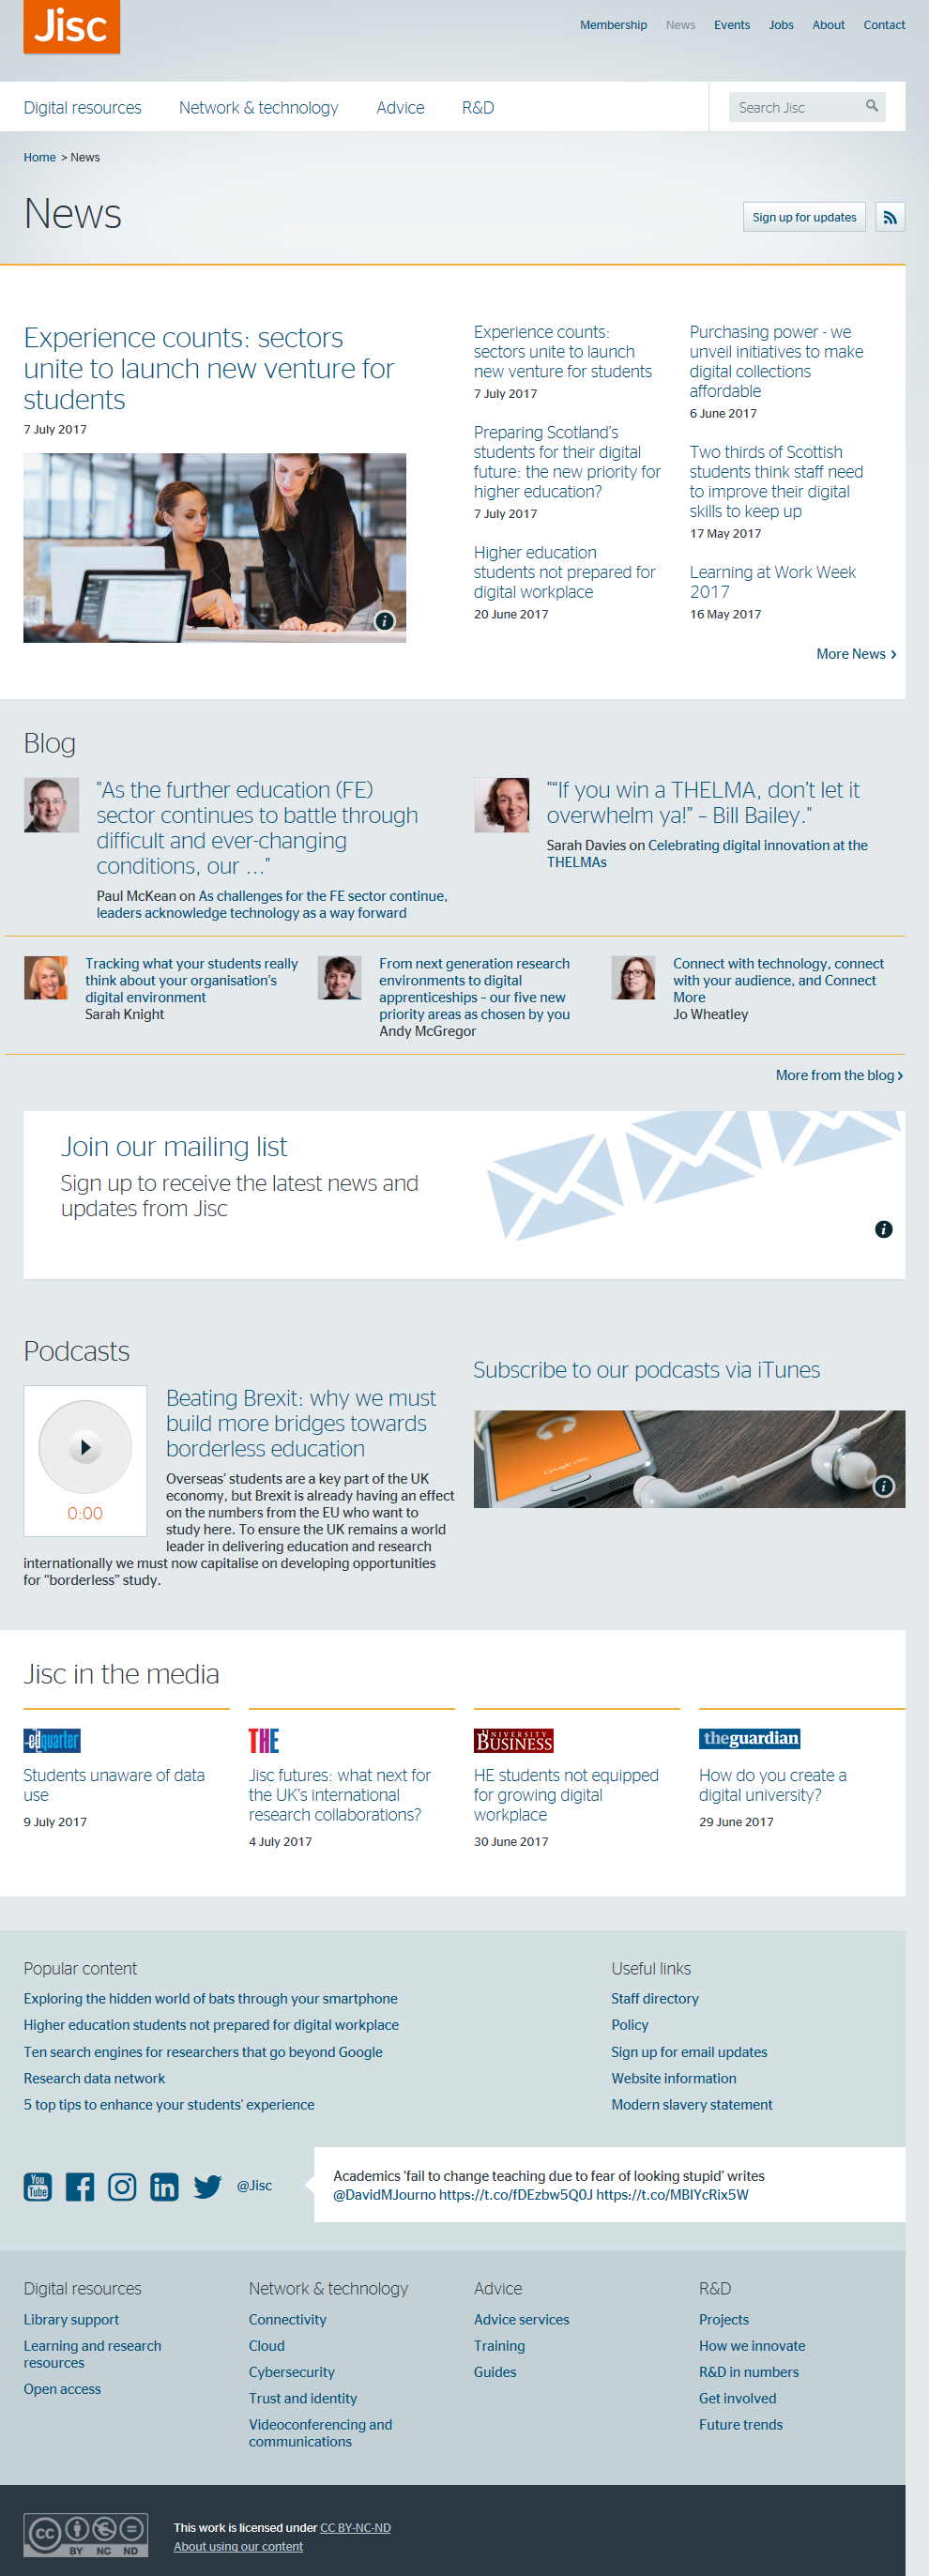 Jisc
Membership
News
Events
Jobs
About
Contact
Digital resources
Network & technology
Advice
R&D
Search Jisc
Home > News
News
Sign up for updates
Experience counts: sectors
unite to launch new venture for
students
7 July 2017
Experience counts:
sectors unite to launch
new venture for students
7 July 2017
Preparing Scotland's
students for their digital
future: the new priority for
higher education?
7 July 2017
Higher education
students not prepared for
digital workplace
20 June 2017
Purchasing power - we
unveil initiatives to make
digital collections
affordable
6 June 2017
Two thirds of Scottish
students think staff need
to improve their digital
skills to keep up
17 May 2017
Learning at Work Week
2017
16 May 2017
More News
Blog
"As the further education (FE)
sector continues to battle through
difficult and ever-changing
conditions, our ..."
Paul McKean on As challenges for the FE sector continue,
leaders acknowledge technology as a way forward
"“If you win a THELMA, don’t let it
overwhelm ya!” – Bill Bailey."
Sarah Davies on Celebrating digital innovation at the
THELMAs
Tracking what your students really
think about your organisation’s
digital environment
Sarah Knight
From next generation research
environments to digital
apprenticeships – our five new
priority areas as chosen by you
Andy McGregor
Connect with technology, connect
with your audience, and Connect
More
Jo Wheatley
More from the blog
Join our mailing list
Sign up to receive the latest news and
updates from Jisc
Podcasts
0:00
Beating Brexit: why we must
build more bridges towards
borderless education
Overseas’ students are a key part of the UK
economy, but Brexit is already having an effect
on the numbers from the EU who want to
study here. To ensure the UK remains a world
leader in delivering education and research
internationally we must now capitalise on developing opportunities
for “borderless” study.
Subscribe to our podcasts via iTunes
SAMSUNG
Jisc in the media
edquarter
Students unaware of data
use
9 July 2017
THE
Jisc futures: what next for
the UK's international
research collaborations?
4 July 2017
UNIVERSITY
BUSINESS
HE students not equipped
for growing digital
workplace
30 June 2017
theguardian
How do you create a
digital university?
29 June 2017
Popular content
Exploring the hidden world of bats through your smartphone
Higher education students not prepared for digital workplace
Ten search engines for researchers that go beyond Google
Research data network
5 top tips to enhance your students' experience
Useful links
Staff directory
Policy
Sign up for email updates
Website information
Modern slavery statement
You
Tube
@Jisc
Academics ‘fail to change teaching due to fear of looking stupid’ writes
@DavidMJourno https://t.co/fDEzbw5Q0J https://t.co/MBIYcRix5W
Digital resources
Library support
Learning and research
resources
Open access
Network & technology
Connectivity
Cloud
Cybersecurity
Trust and identity
Videoconferencing and
communications
Advice
Advice services
Training
Guides
R&D
Projects
How we innovate
R&D in numbers
Get involved
Future trends
cc
BY NC ND
This work is licensed under CC BY-NC-ND
About using our content